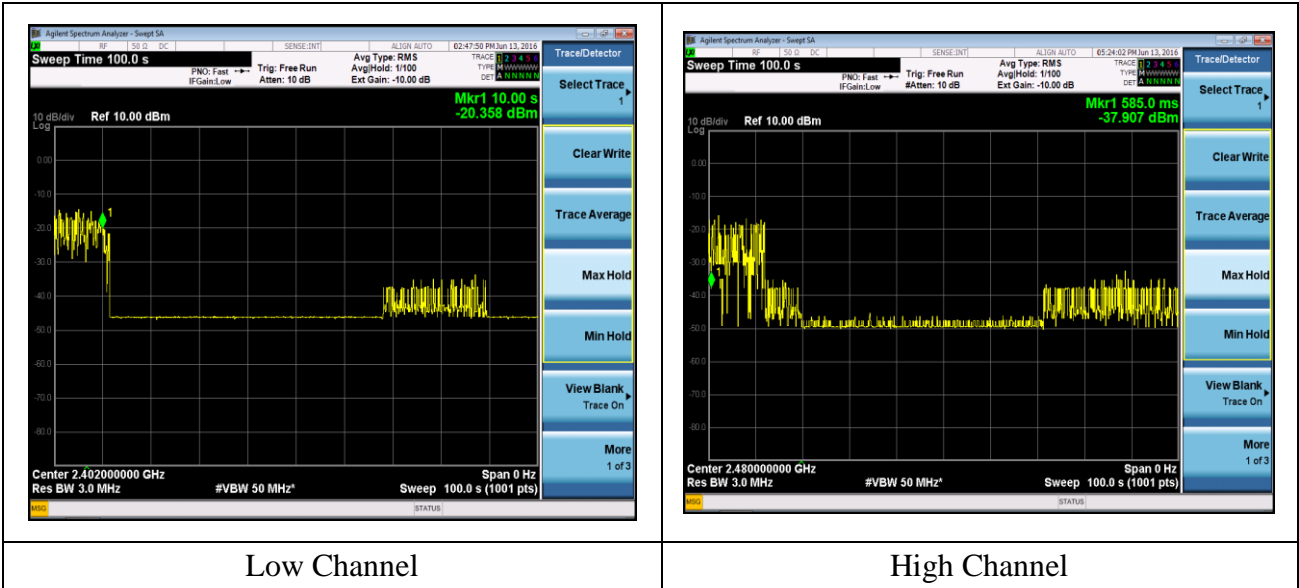 Agilent Spectrum Analyzer - Swept SA
RF 50 Ω DC SENSE:INT ALIGN AUTO 02:47:50 PM Jun 13, 2016
Sweep Time 100.0 s
PNO: Fast
IFGain:Low
Trig: Free Run
Atten: 10 dB
Avg Type: RMS
Avg|Hold: 1/100
Ext Gain: -10.00 dB
TRACE 1 2 3 4 5 6
TYPE M W W W W W
DET A N N N N N
Mkr1 10.00 s
-20.358 dBm
10 dB/div Ref 10.00 dBm
Log
0.00
-10.0
-20.0
-30.0
-40.0
-50.0
-60.0
-70.0
-80.0
1
Center 2.402000000 GHz Span 0 Hz
Res BW 3.0 MHz #VBW 50 MHz* Sweep 100.0 s (1001 pts)
MSG STATUS
Trace/Detector
Select Trace
1
Clear Write
Trace Average
Max Hold
Min Hold
View Blank
Trace On
More
1 of 3
Low Channel
Agilent Spectrum Analyzer - Swept SA
RF 50 Ω DC SENSE:INT ALIGN AUTO 05:24:02 PM Jun 13, 2016
Sweep Time 100.0 s
PNO: Fast
IFGain:Low
Trig: Free Run
#Atten: 10 dB
Avg Type: RMS
Avg|Hold: 1/100
Ext Gain: -10.00 dB
TRACE 1 2 3 4 5 6
TYPE M W W W W W
DET A N N N N N
Mkr1 585.0 ms
-37.907 dBm
10 dB/div Ref 10.00 dBm
Log
0.00
-10.0
-20.0
-30.0
-40.0
-50.0
-60.0
-70.0
-80.0
1
Center 2.480000000 GHz Span 0 Hz
Res BW 3.0 MHz #VBW 50 MHz* Sweep 100.0 s (1001 pts)
MSG STATUS
Trace/Detector
Select Trace
1
Clear Write
Trace Average
Max Hold
Min Hold
View Blank
Trace On
More
1 of 3
High Channel